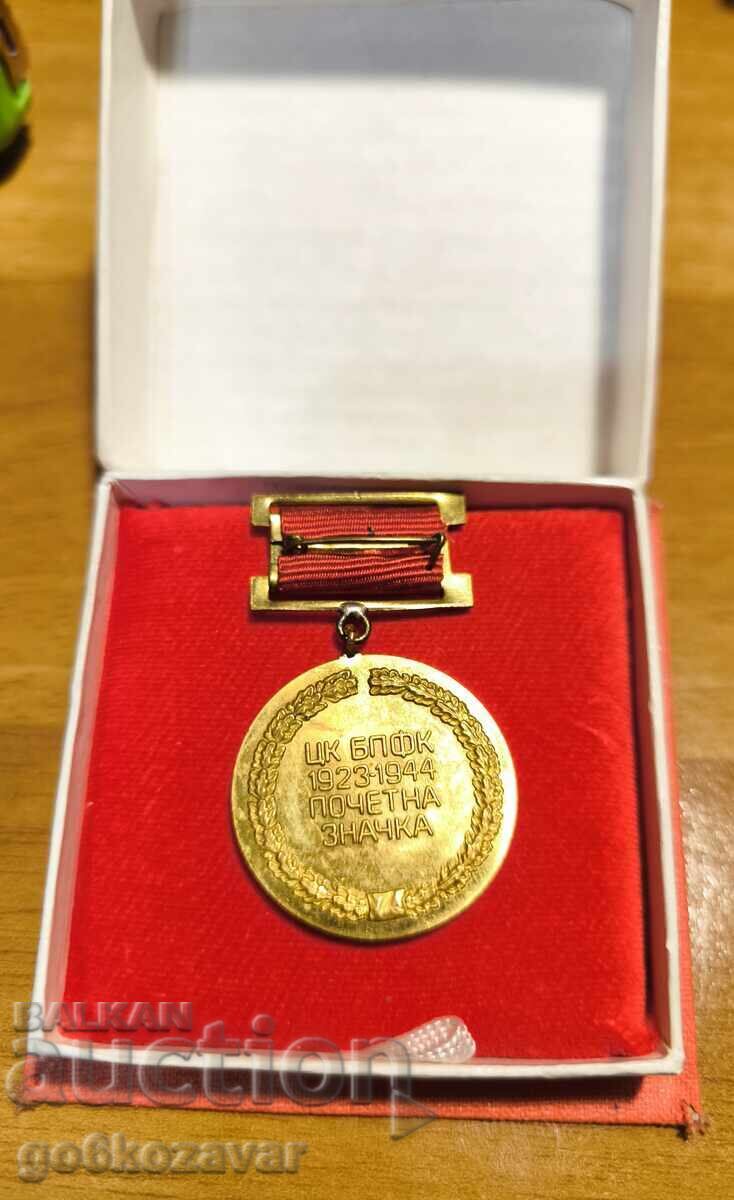 ЦК БПФК
1923-1944
ПОЧЕТНА
ЗНАЧКА
BALKAN
auction
go6kozavar